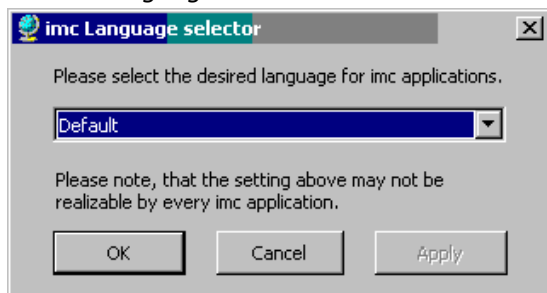 imc Language selector
Please select the desired language for imc applications.
Default
Please note, that the setting above may not be
realizable by every imc application.
OK Cancel Apply